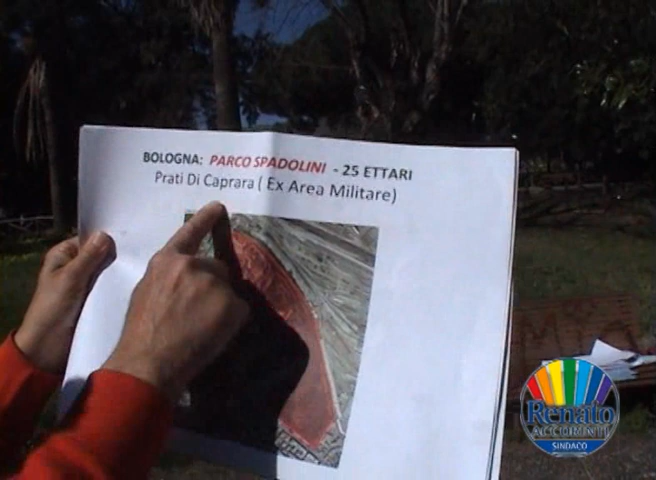 BOLOGNA: PARCO SPADOLINI - 25 ETTARI
Prati Di Caprara ( Ex Area Militare)
Renato
ACCORINTI
SINDACO